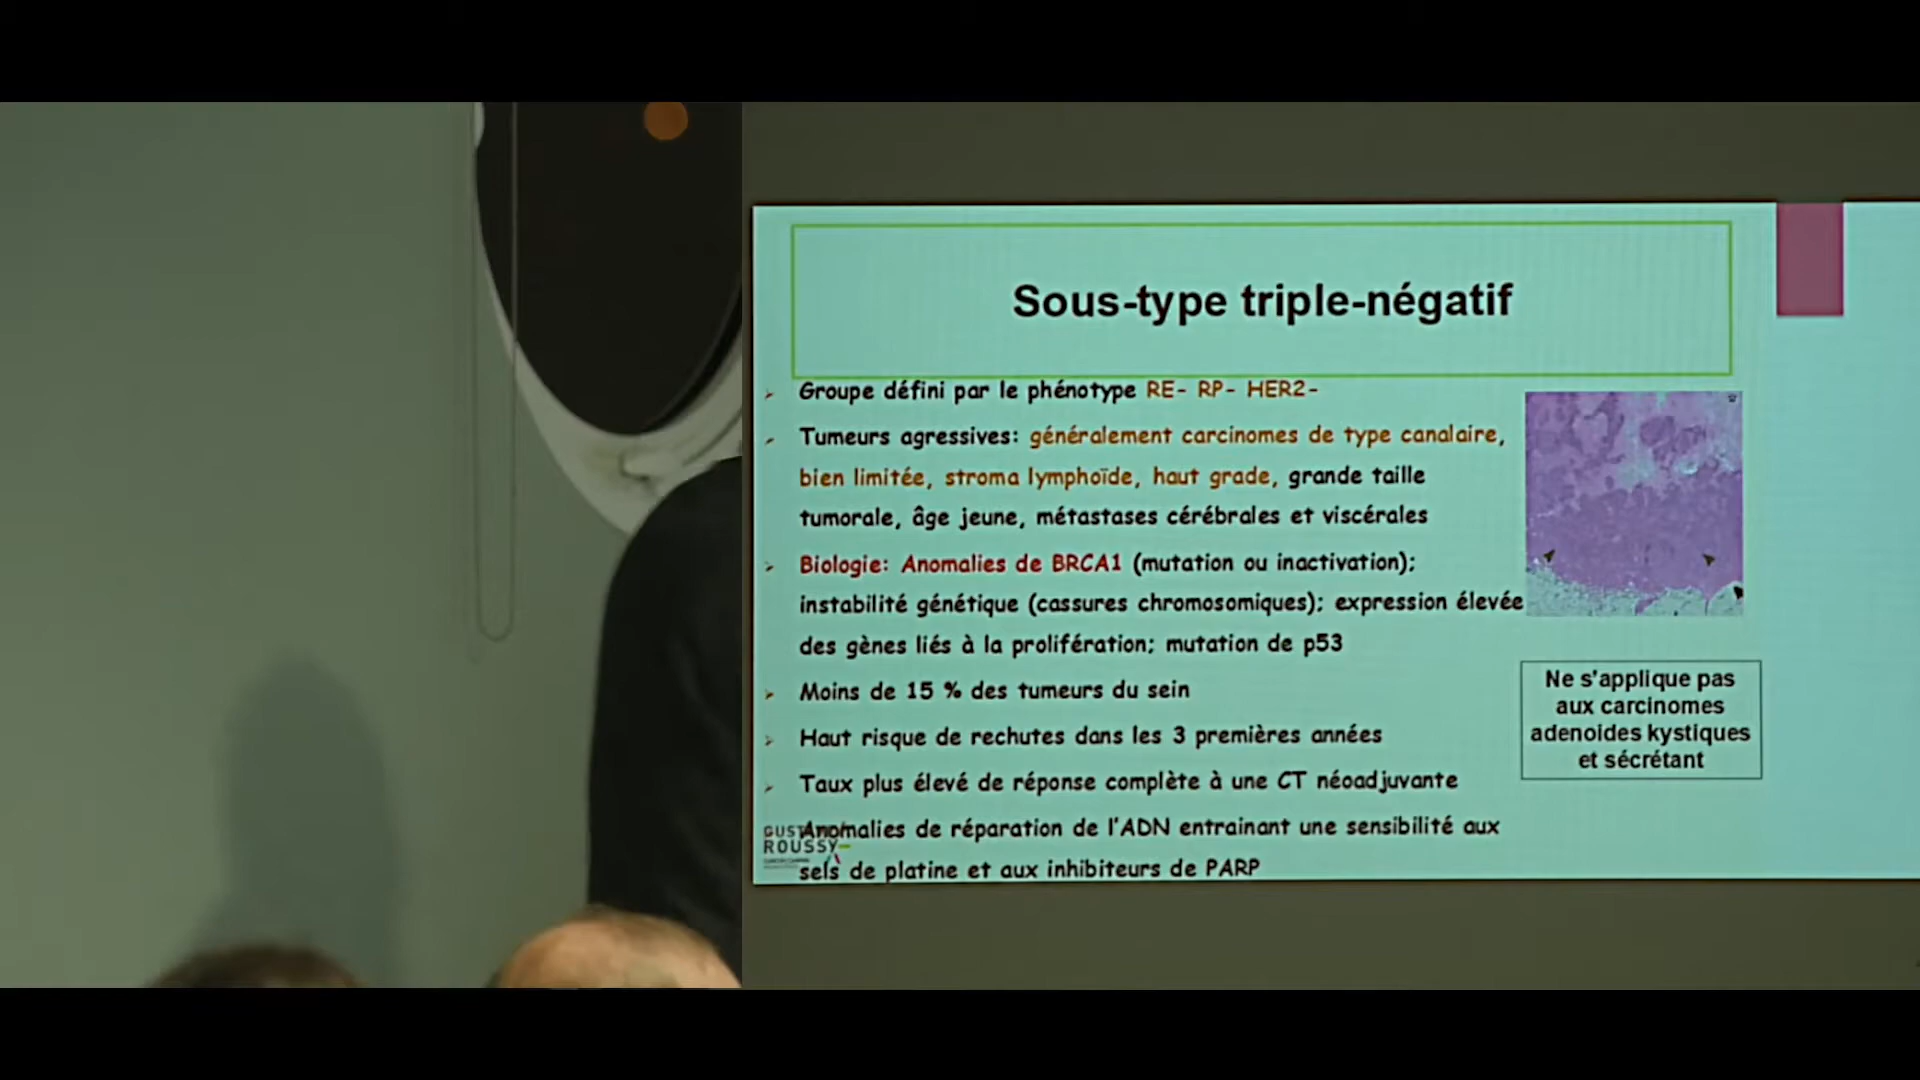 Sous-type triple-négatif
Groupe défini par le phénotype RE- RP- HER2-
Tumeurs agressives: généralement carcinomes de type canalaire,
bien limitée, stroma lymphoïde, haut grade, grande taille
tumorale, âge jeune, métastases cérébrales et viscérales
Biologie: Anomalies de BRCA1 (mutation ou inactivation);
instabilité génétique (cassures chromosomiques); expression élevée
des gènes liés à la prolifération; mutation de p53
Moins de 15 % des tumeurs du sein
Haut risque de rechutes dans les 3 premières années
Taux plus élevé de réponse complète à une CT néoadjuvante
Anomalies de réparation de l'ADN entrainant une sensibilité aux
sels de platine et aux inhibiteurs de PARP
Ne s'applique pas
aux carcinomes
adenoides kystiques
et sécrétant
ROUSSY